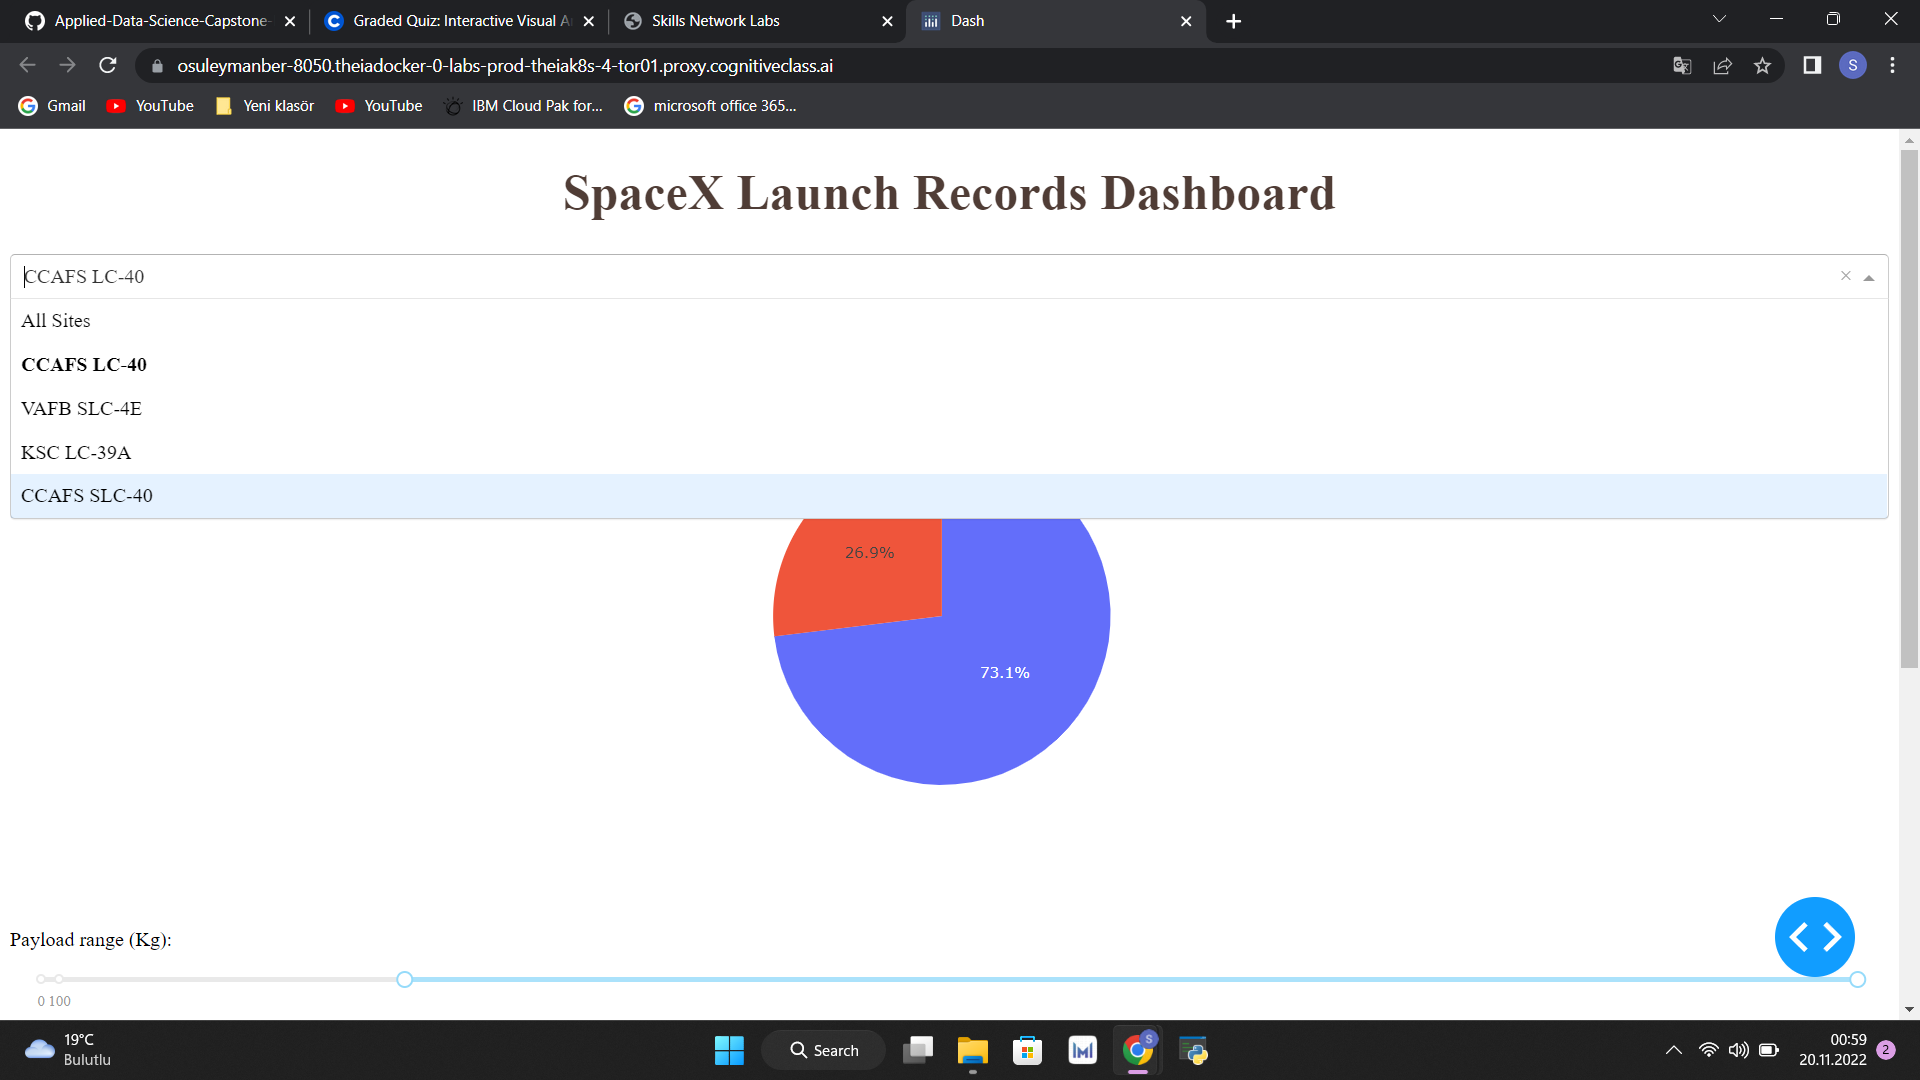 Applied-Data-Science-Capstone-
Graded Quiz: Interactive Visual A
Skills Network Labs
Dash
osuleymanber-8050.theiadocker-0-labs-prod-theiak8s-4-tor01.proxy.cognitiveclass.ai
S
Gmail
YouTube
Yeni klasör
YouTube
IBM Cloud Pak for...
microsoft office 365...
SpaceX Launch Records Dashboard
CCAFS LC-40
All Sites
CCAFS LC-40
VAFB SLC-4E
KSC LC-39A
CCAFS SLC-40
26.9%
73.1%
Payload range (Kg):
0 100
19°C
Bulutlu
Search
S
00:59
20.11.2022
2